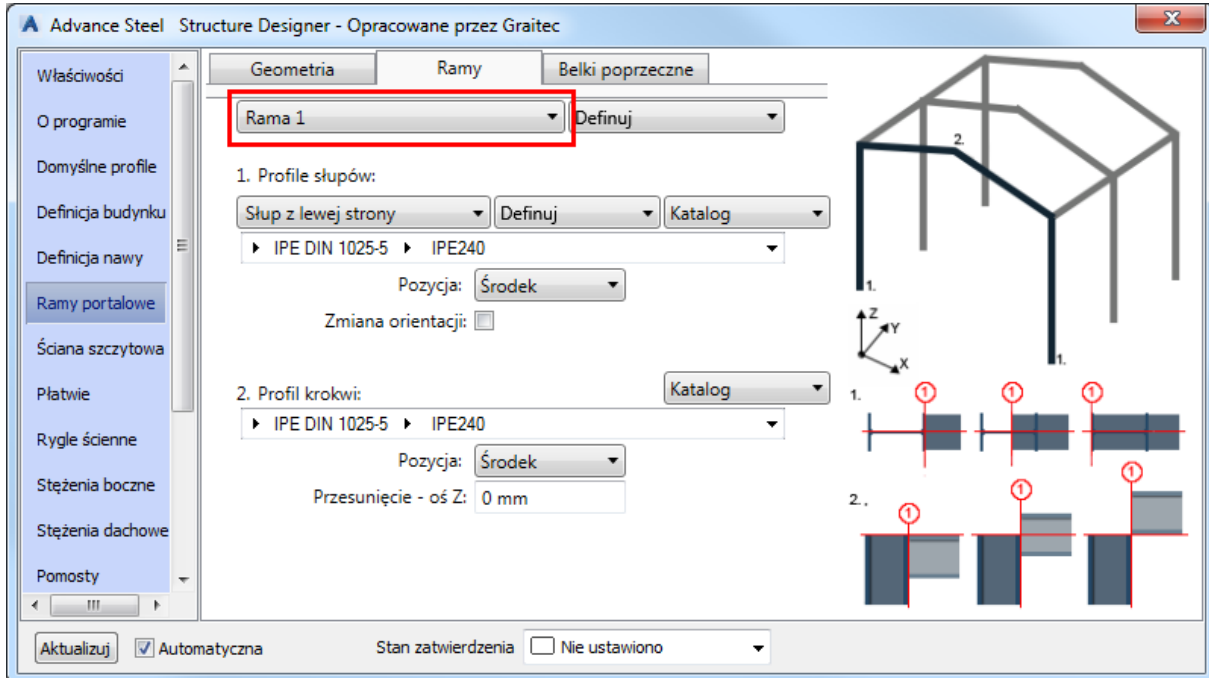 Advance Steel Structure Designer - Opracowane przez Graitec
X
Właściwości
O programie
Domyślne profile
Definicja budynku
Definicja nawy
Ramy portalowe
Ściana szczytowa
Płatwie
Rygle ścienne
Stężenia boczne
Stężenia dachowe
Pomosty
Geometria Ramy Belki poprzeczne
Rama 1 Definuj
1. Profile słupów:
Słup z lewej strony Definuj Katalog
IPE DIN 1025-5 IPE240
Pozycja: Środek
Zmiana orientacji:
2. Profil krokwi: Katalog
IPE DIN 1025-5 IPE240
Pozycja: Środek
Przesunięcie - oś Z: 0 mm
2.
1.
1.
Z
Y
X
1. 1 1 1
2., 1 1 1
Aktualizuj Automatyczna Stan zatwierdzenia Nie ustawiono